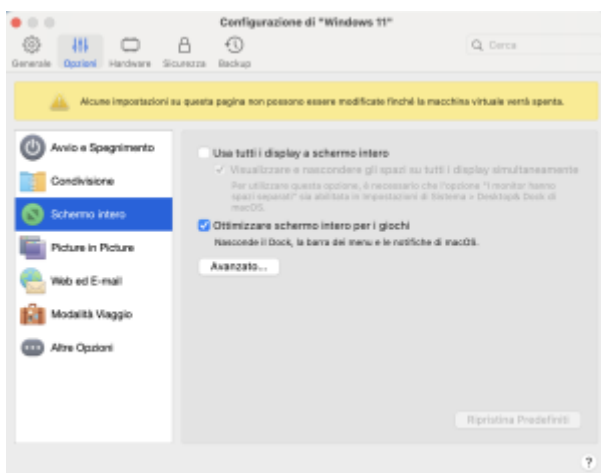 Configurazione di "Windows 11"
Generale Opzioni Hardware Sicurezza Backup
Cerca
Alcune impostazioni su questa pagina non possono essere modificate finché la macchina virtuale verrà spenta.
Avvio e Spegnimento
Condivisione
Schermo intero
Picture in Picture
Web ed E-mail
Modalità Viaggio
Altre Opzioni
Usa tutti i display a schermo intero
Visualizzare e nascondere gli spazi su tutti i display simultaneamente
Per utilizzare questa opzione, è necessario che l'opzione "I monitor hanno
spazi separati" sia abilitata in Impostazioni di Sistema > Desktop& Dock di
macOS.
Ottimizzare schermo intero per i giochi
Nasconde il Dock, la barra dei menu e le notifiche di macOS.
Avanzato...
Ripristina Predefiniti
?